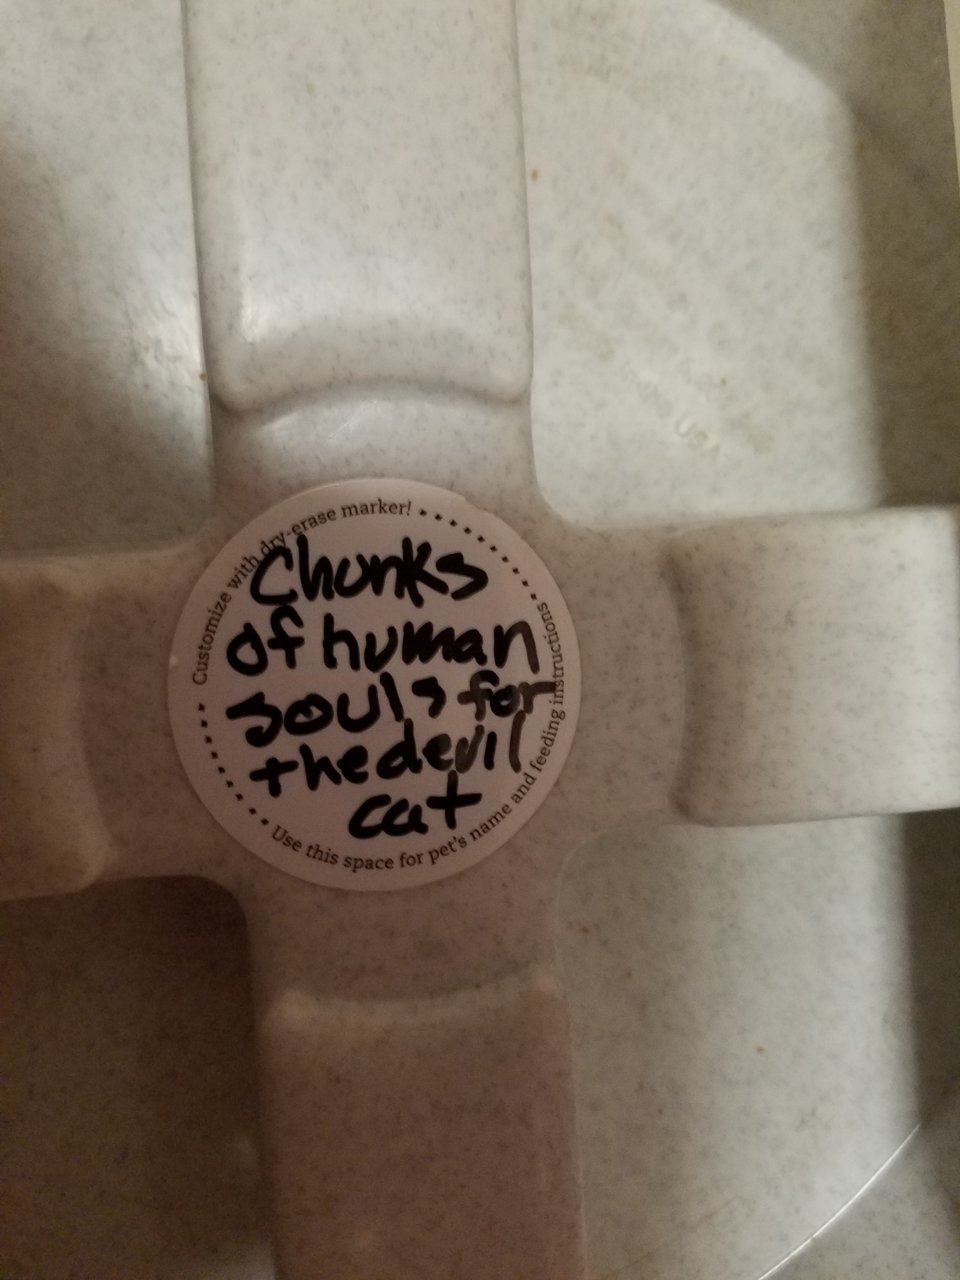 Customize with dry-erase marker!
Chunks
of human
souls for
the devil
cat
Use this space for pet's name and feeding instructions
USA